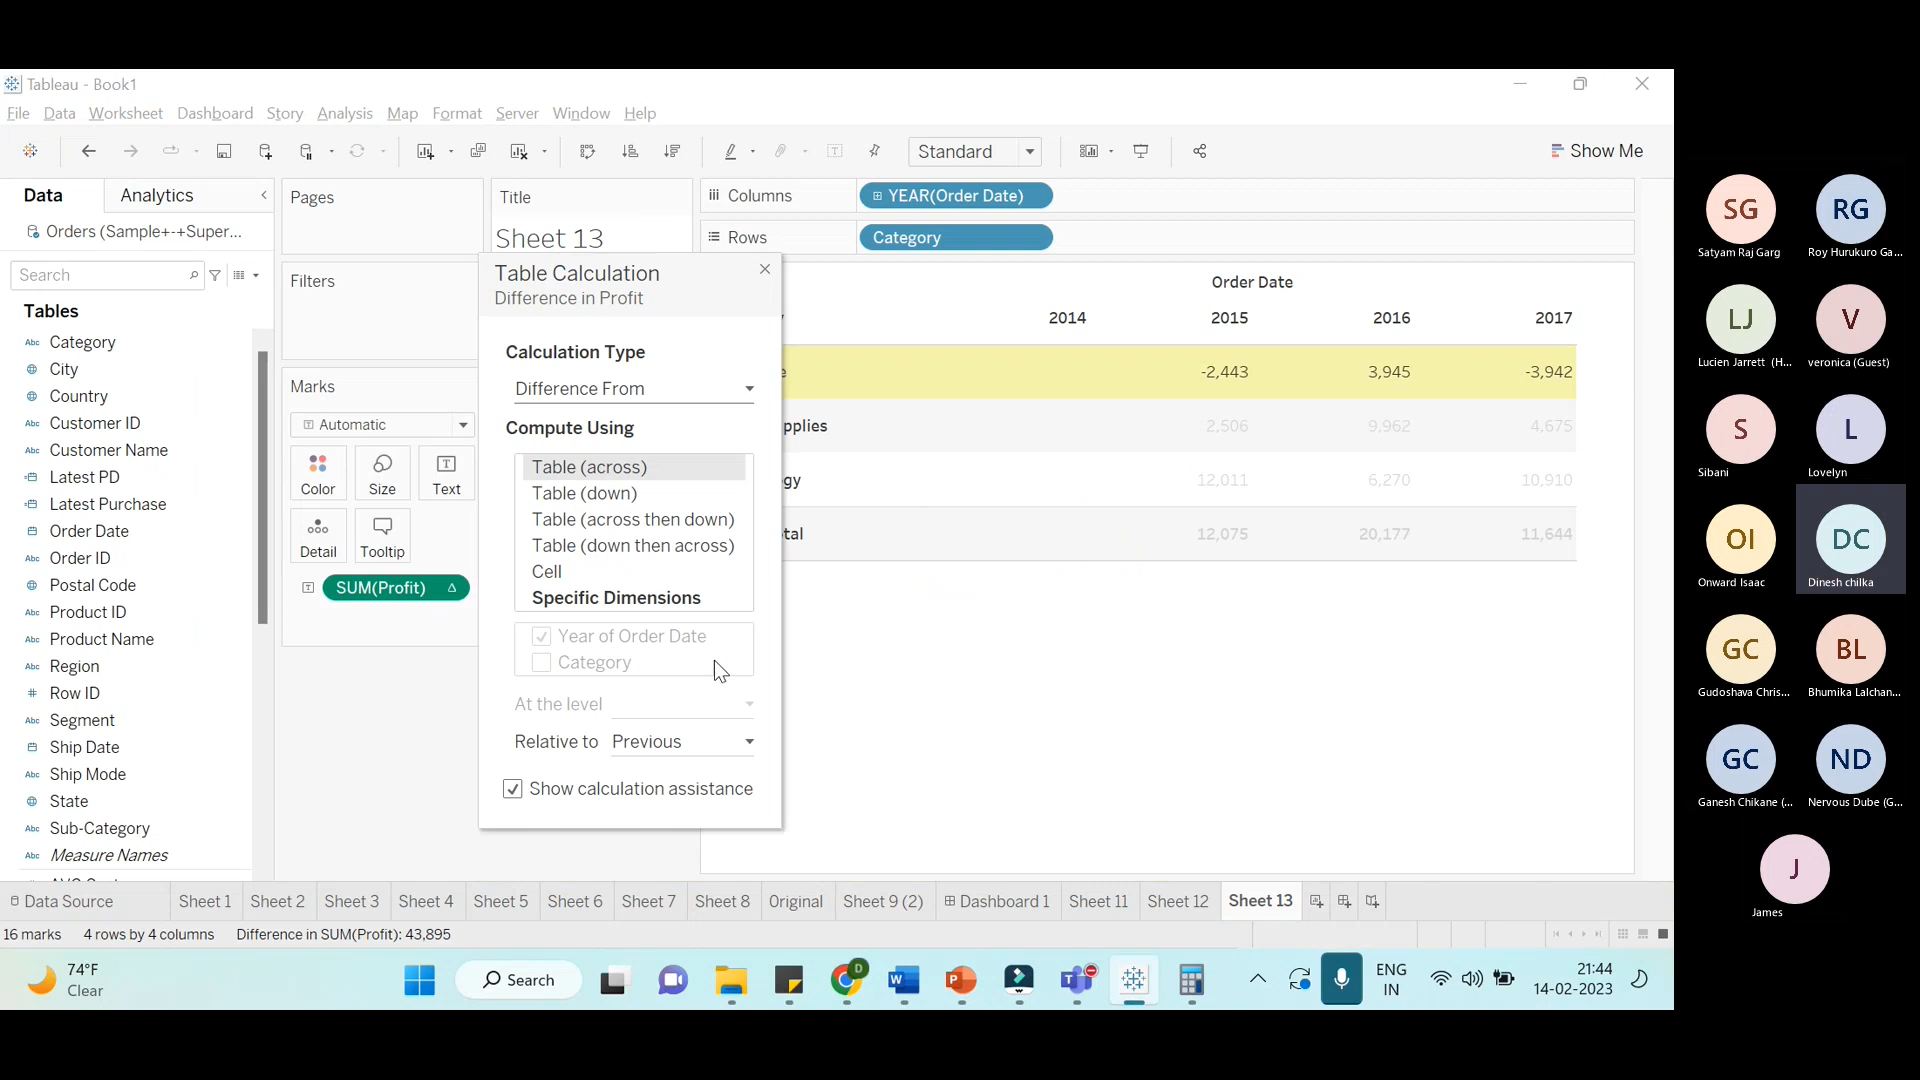 Tableau - Book1
File Data Worksheet Dashboard Story Analysis Map Format Server Window Help
Standard
Show Me
Data Analytics
Orders (Sample+-+Super...
Search
Tables
Category
City
Country
Customer ID
Customer Name
Latest PD
Latest Purchase
Order Date
Order ID
Postal Code
Product ID
Product Name
Region
Row ID
Segment
Ship Date
Ship Mode
State
Sub-Category
Measure Names
Pages
Filters
Marks
Automatic
Color Size Text
Detail Tooltip
SUM(Profit)
Title
Sheet 13
Columns YEAR(Order Date)
Rows Category
Table Calculation
Difference in Profit
Calculation Type
Difference From
Compute Using
Table (across)
Table (down)
Table (across then down)
Table (down then across)
Cell
Specific Dimensions
Year of Order Date
Category
At the level
Relative to Previous
Show calculation assistance
Order Date
2014 2015 2016 2017
e -2,443 3,945 -3,942
pplies 2,506 9,962 4,675
gy 12,011 6,270 10,910
tal 12,075 20,177 11,644
Data Source Sheet 1 Sheet 2 Sheet 3 Sheet 4 Sheet 5 Sheet 6 Sheet 7 Sheet 8 Original Sheet 9 (2) Dashboard 1 Sheet 11 Sheet 12 Sheet 13
16 marks 4 rows by 4 columns Difference in SUM(Profit): 43,895
74°F
Clear
Search
D
ENG
IN
21:44
14-02-2023
SG
Satyam Raj Garg
RG
Roy Hurukuro Ga...
LJ
Lucien Jarrett (H...
V
veronica (Guest)
S
Sibani
L
Lovelyn
OI
Onward Isaac
DC
Dinesh chilka
GC
Gudoshava Chris...
BL
Bhumika Lalchan...
GC
Ganesh Chikane (...
ND
Nervous Dube (G...
J
James